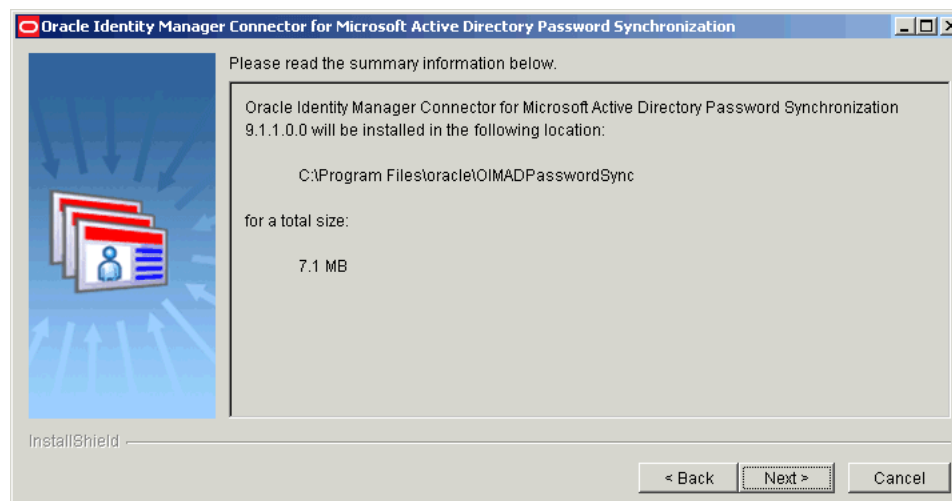 Oracle Identity Manager Connector for Microsoft Active Directory Password Synchronization
Please read the summary information below.
Oracle Identity Manager Connector for Microsoft Active Directory Password Synchronization
9.1.1.0.0 will be installed in the following location:
C:\Program Files\oracle\OIMADPasswordSync
for a total size:
7.1 MB
InstallShield
< Back
Next >
Cancel